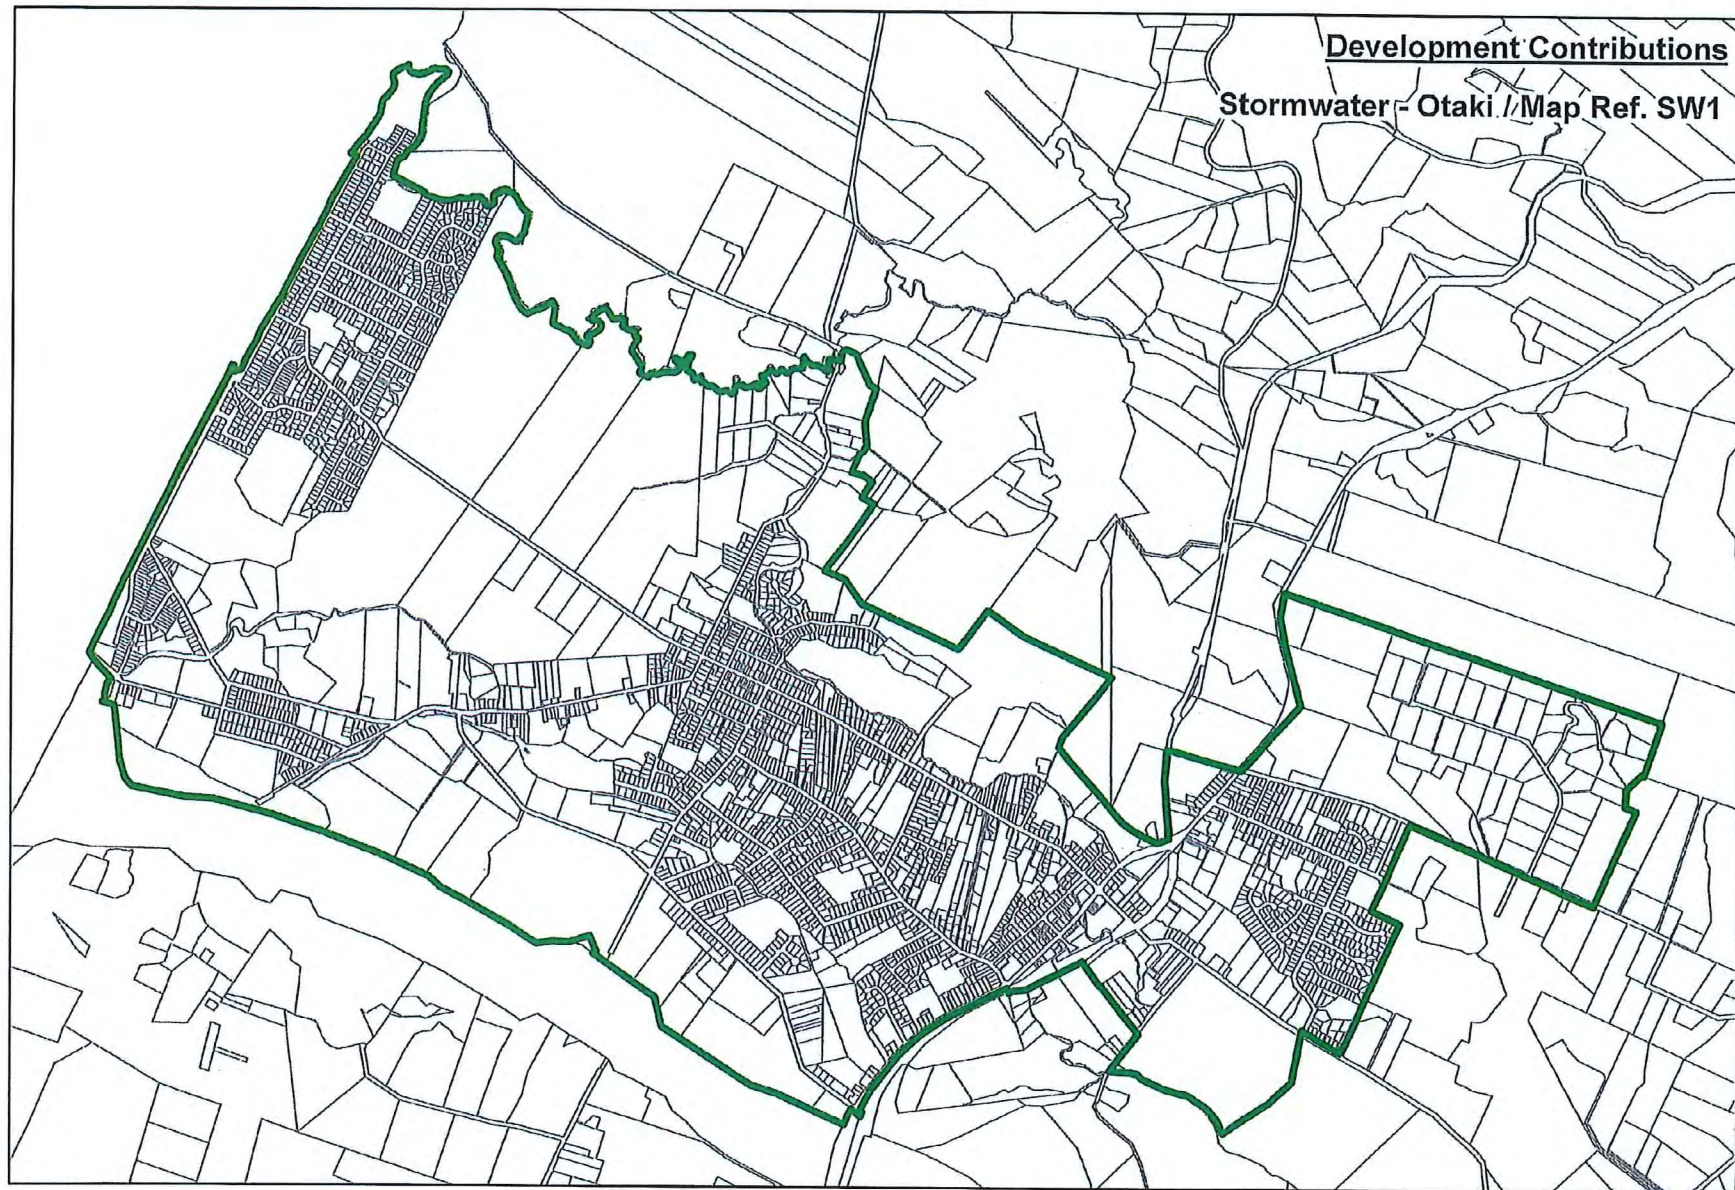 Development Contributions
Stormwater - Otaki / Map Ref. SW1